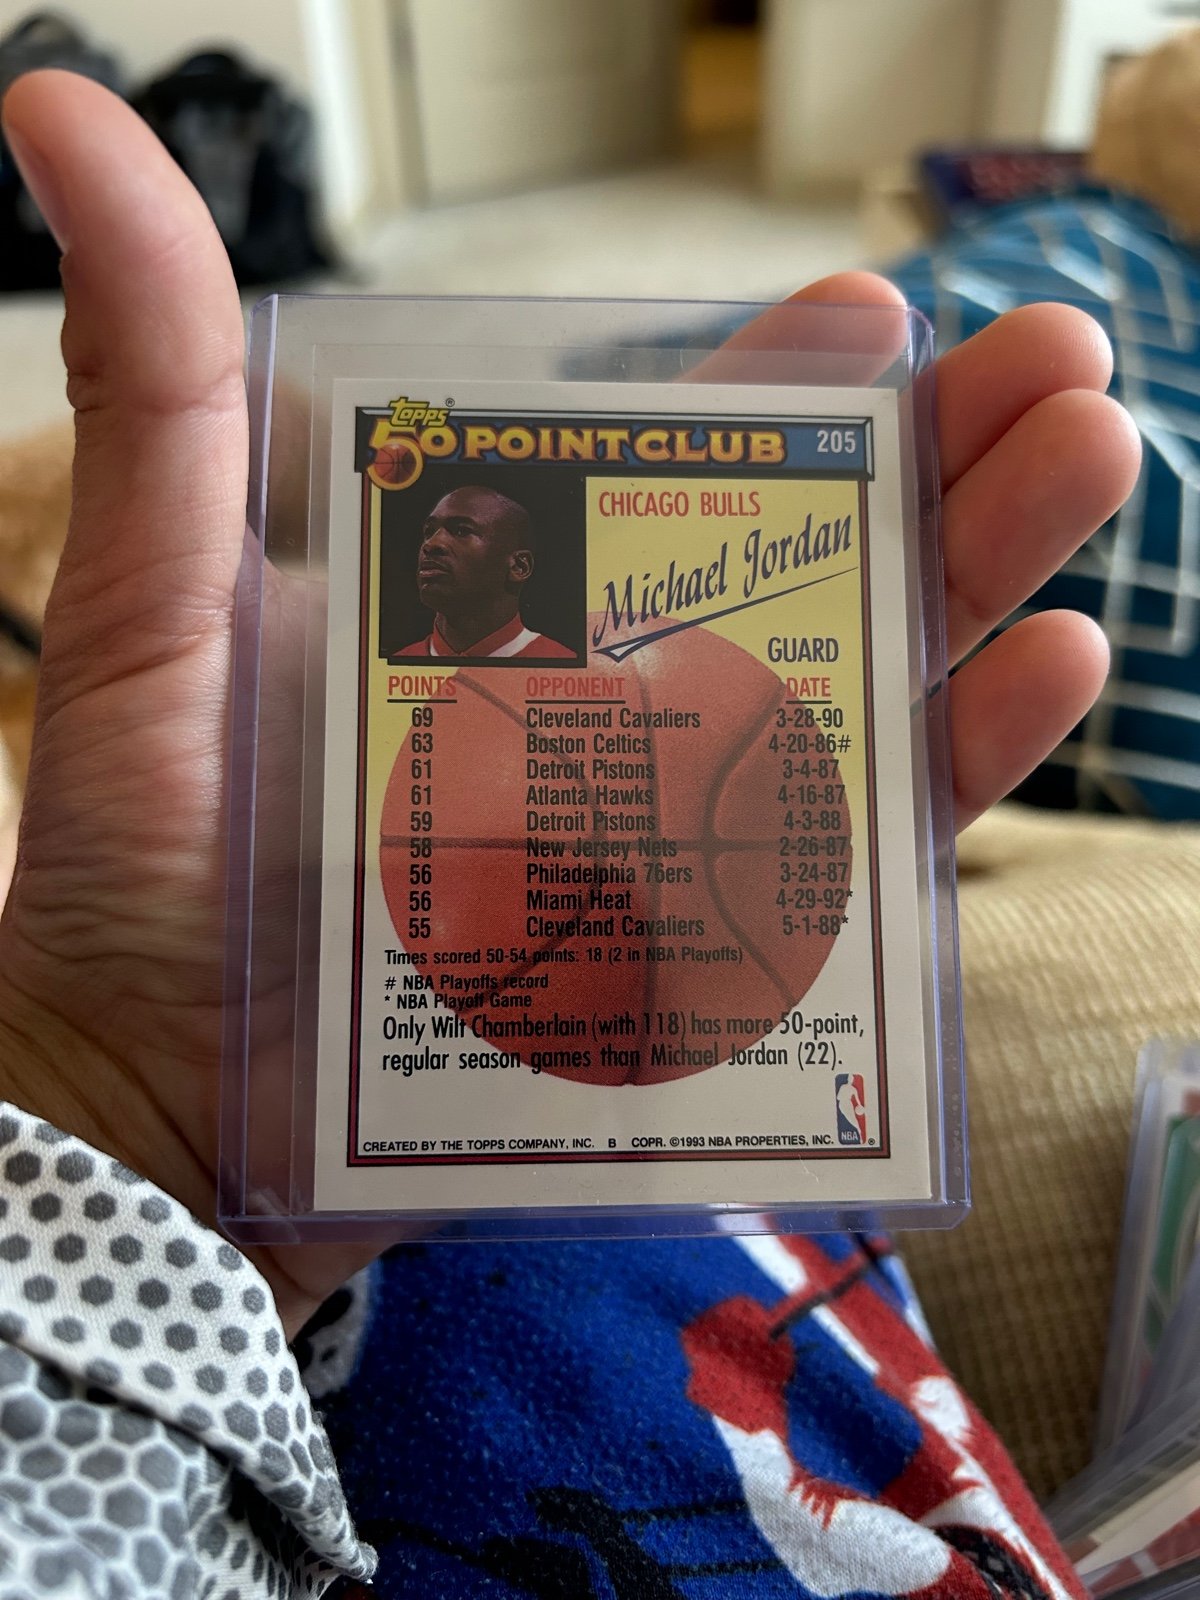 topps ®
50 POINT CLUB 205
CHICAGO BULLS
Michael Jordan
GUARD
POINTS OPPONENT DATE
69 Cleveland Cavaliers 3-28-90
63 Boston Celtics 4-20-86#
61 Detroit Pistons 3-4-87
61 Atlanta Hawks 4-16-87
59 Detroit Pistons 4-3-88
58 New Jersey Nets 2-26-87
56 Philadelphia 76ers 3-24-87
56 Miami Heat 4-29-92*
55 Cleveland Cavaliers 5-1-88*
Times scored 50-54 points: 18 (2 in NBA Playoffs)
# NBA Playoffs record
* NBA Playoff Game
Only Wilt Chamberlain (with 118) has more 50-point,
regular season games than Michael Jordan (22).
NBA ®
CREATED BY THE TOPPS COMPANY, INC. B COPR. ©1993 NBA PROPERTIES, INC.